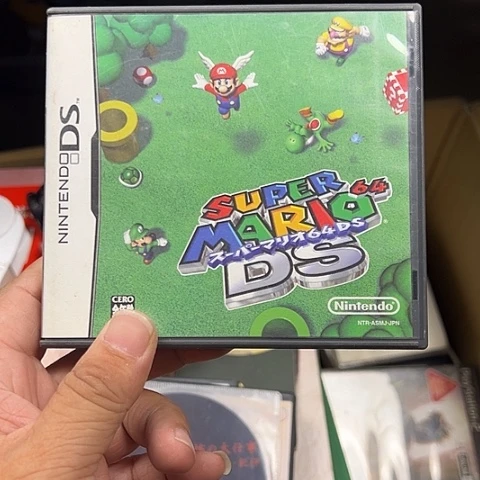 NINTENDO DS™
SUPER
MARIO 64
スーパーマリオ64DS
DS
CERO
Nintendo
NTR-ASMJ-JPN